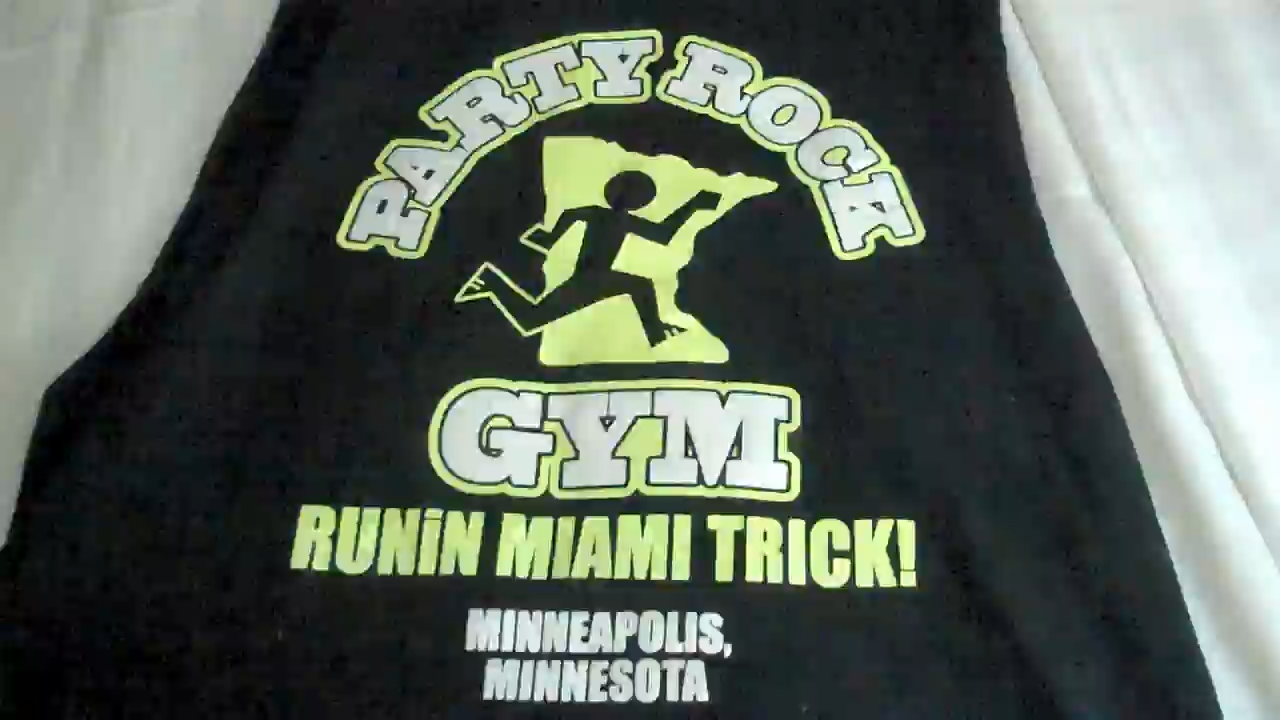 PARTY ROCK
GYM
RUNiN MIAMI TRICK!
MINNEAPOLIS,
MINNESOTA